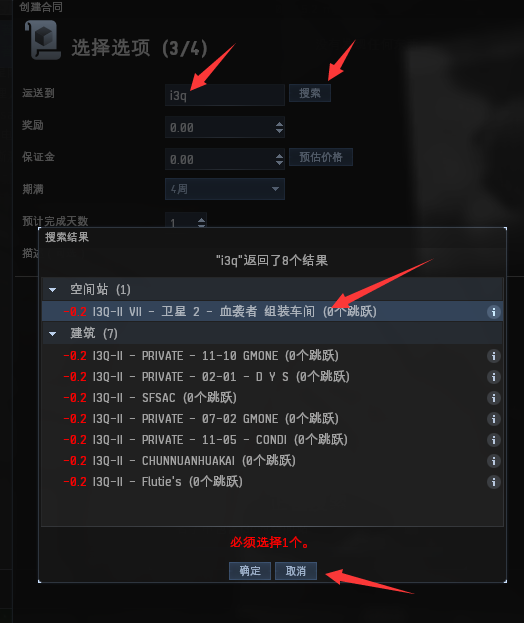 创建合同
选择选项 (3/4)
运送到 i3q 搜索
奖励 0.00
保证金 0.00 预估价格
期满 4周
预计完成天数 1
搜索结果
"i3q"返回了8个结果
空间站 (1)
-0.2 I3Q-II VII - 卫星 2 - 血袭者 组装车间 (0个跳跃)
建筑 (7)
-0.2 I3Q-II - PRIVATE - 11-10 GMONE (0个跳跃)
-0.2 I3Q-II - PRIVATE - 02-01 - D Y S (0个跳跃)
-0.2 I3Q-II - SFSAC (0个跳跃)
-0.2 I3Q-II - PRIVATE - 07-02 GMONE (0个跳跃)
-0.2 I3Q-II - PRIVATE - 11-05 - CONDI (0个跳跃)
-0.2 I3Q-II - CHUNNUANHUAKAI (0个跳跃)
-0.2 I3Q-II - Flutie's (0个跳跃)
必须选择1个。
确定 取消